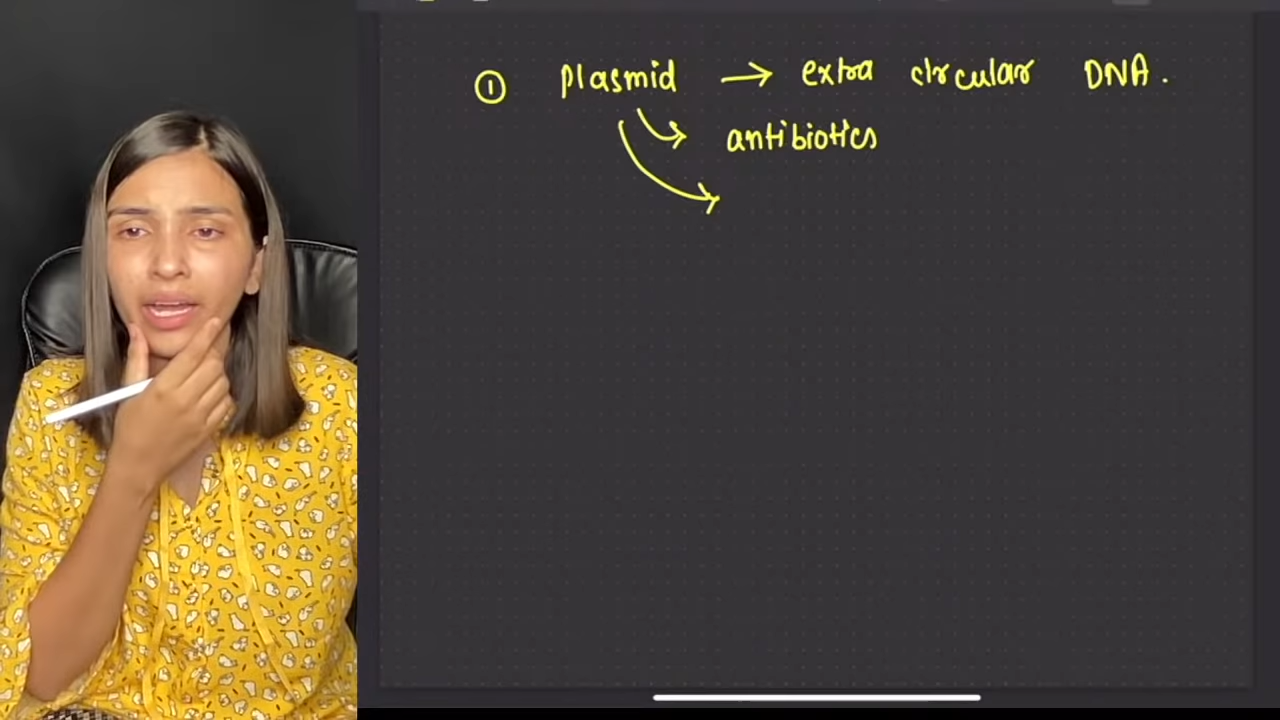 ① Plasmid → extra circular DNA.
antibiotics